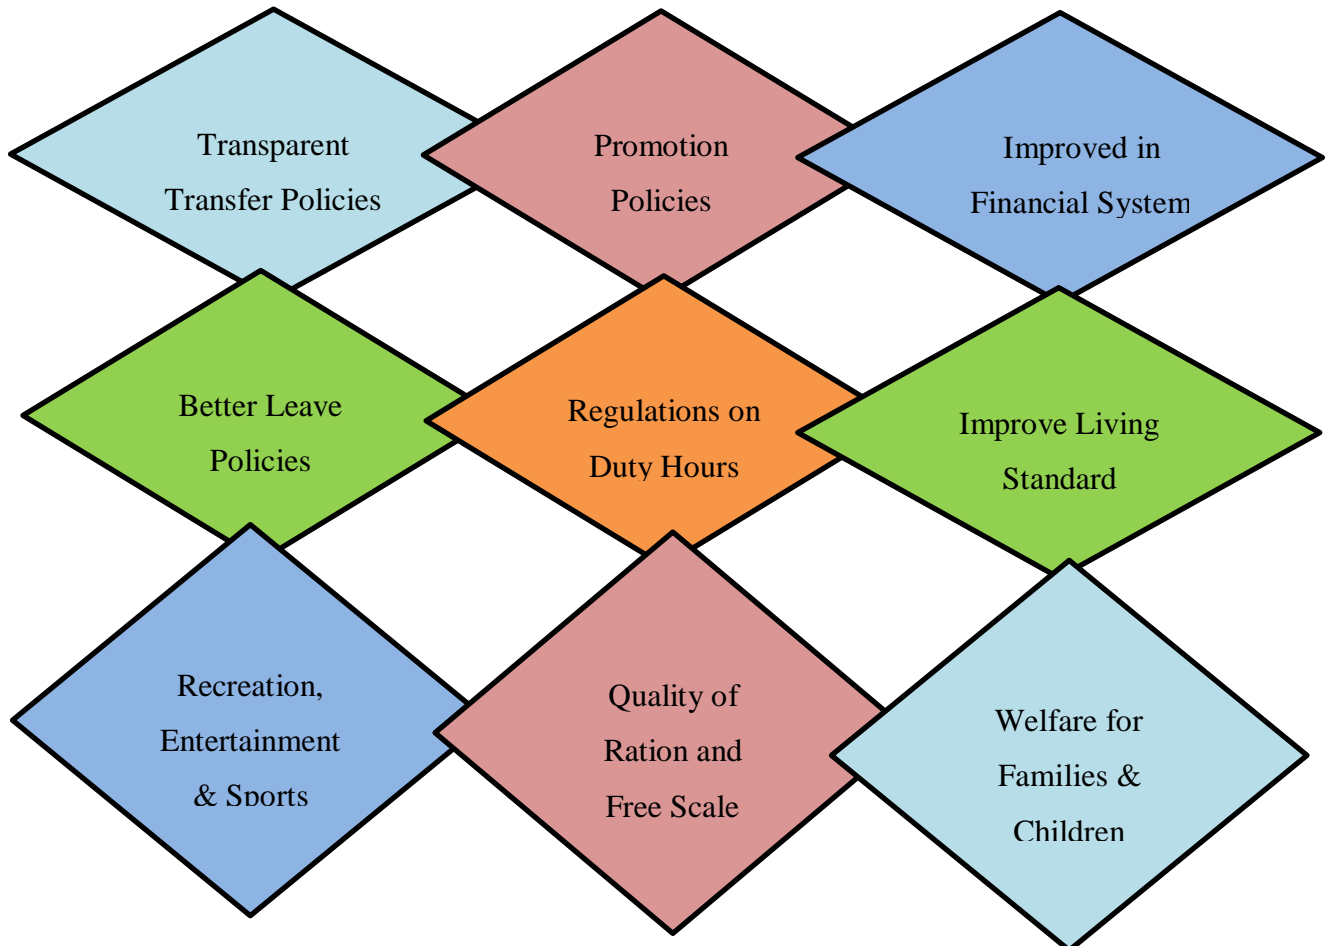 Transparent
Transfer Policies
Promotion
Policies
Improved in
Financial System
Better Leave
Policies
Regulations on
Duty Hours
Improve Living
Standard
Recreation,
Entertainment
& Sports
Quality of
Ration and
Free Scale
Welfare for
Families &
Children